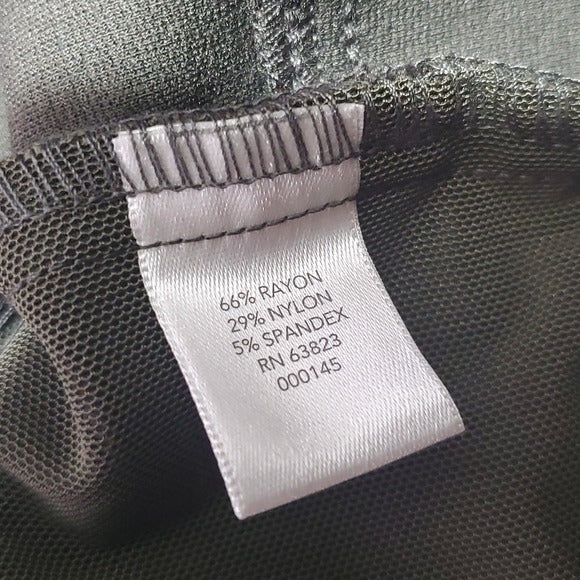 66% RAYON
29% NYLON
5% SPANDEX
RN 63823
000145